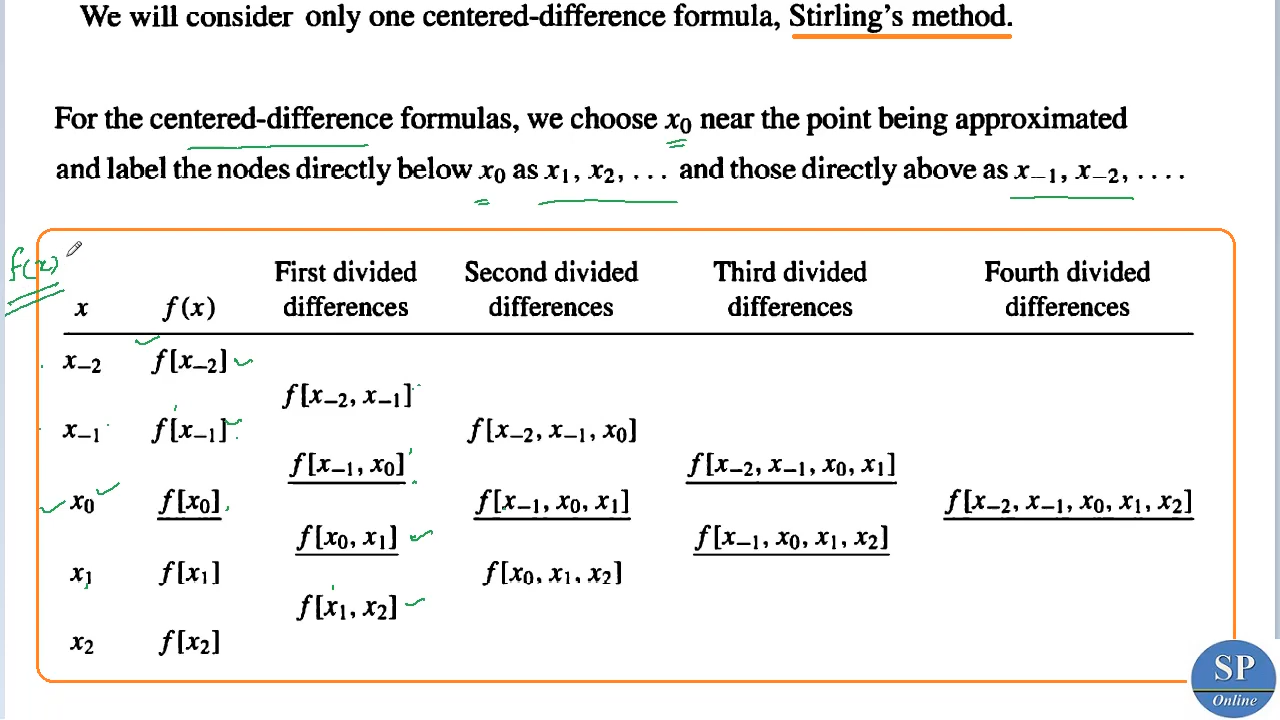 We will consider only one centered-difference formula, Stirling's method.
For the centered-difference formulas, we choose x₀ near the point being approximated
and label the nodes directly below x₀ as x₁, x₂, . . . and those directly above as x₋₁, x₋₂, . . . .
f(x)
First divided Second divided Third divided Fourth divided
x f(x) differences differences differences differences
x₋₂ f[x₋₂]
f[x₋₂, x₋₁]
x₋₁ f[x₋₁] f[x₋₂, x₋₁, x₀]
f[x₋₁, x₀] f[x₋₂, x₋₁, x₀, x₁]
x₀ f[x₀] f[x₋₁, x₀, x₁] f[x₋₂, x₋₁, x₀, x₁, x₂]
f[x₀, x₁] f[x₋₁, x₀, x₁, x₂]
x₁ f[x₁] f[x₀, x₁, x₂]
f[x₁, x₂]
x₂ f[x₂]
SP
Online